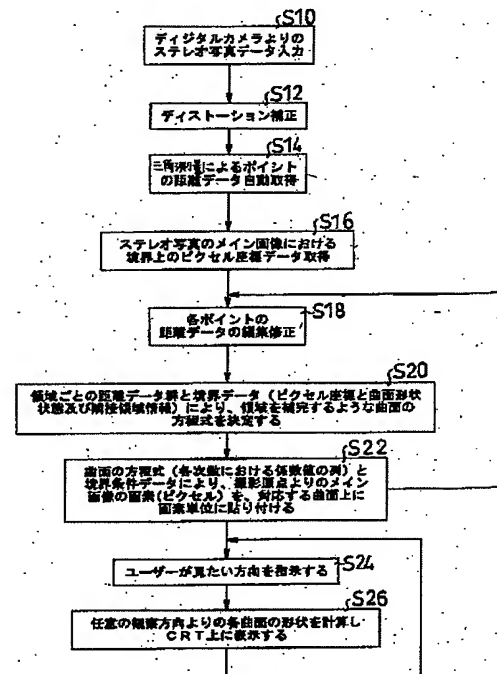 S10
ディジタルカメラよりの
ステレオ写真データ入力
S12
ディストーション補正
S14
三角測量によるポイント
の距離データ自動取得
S16
ステレオ写真のメイン画像における
境界上のピクセル座標データ取得
S18
各ポイントの
距離データの編集修正
S20
領域ごとの距離データ群と境界データ(ピクセル座標と曲面形状
状態及び 領域情報)により、領域を補完するような曲面の
方程式を決定する
S22
曲面の方程式(各次数における係数値の列)と
境界条件データにより、撮影原点よりのメイン
画像の画素(ピクセル)を、対応する曲面上に
画素単位に貼り付ける
S24
ユーザーが見たい方向を指示する
S26
任意の観察方向よりの各曲面の形状を計算し
CRT上に表示する